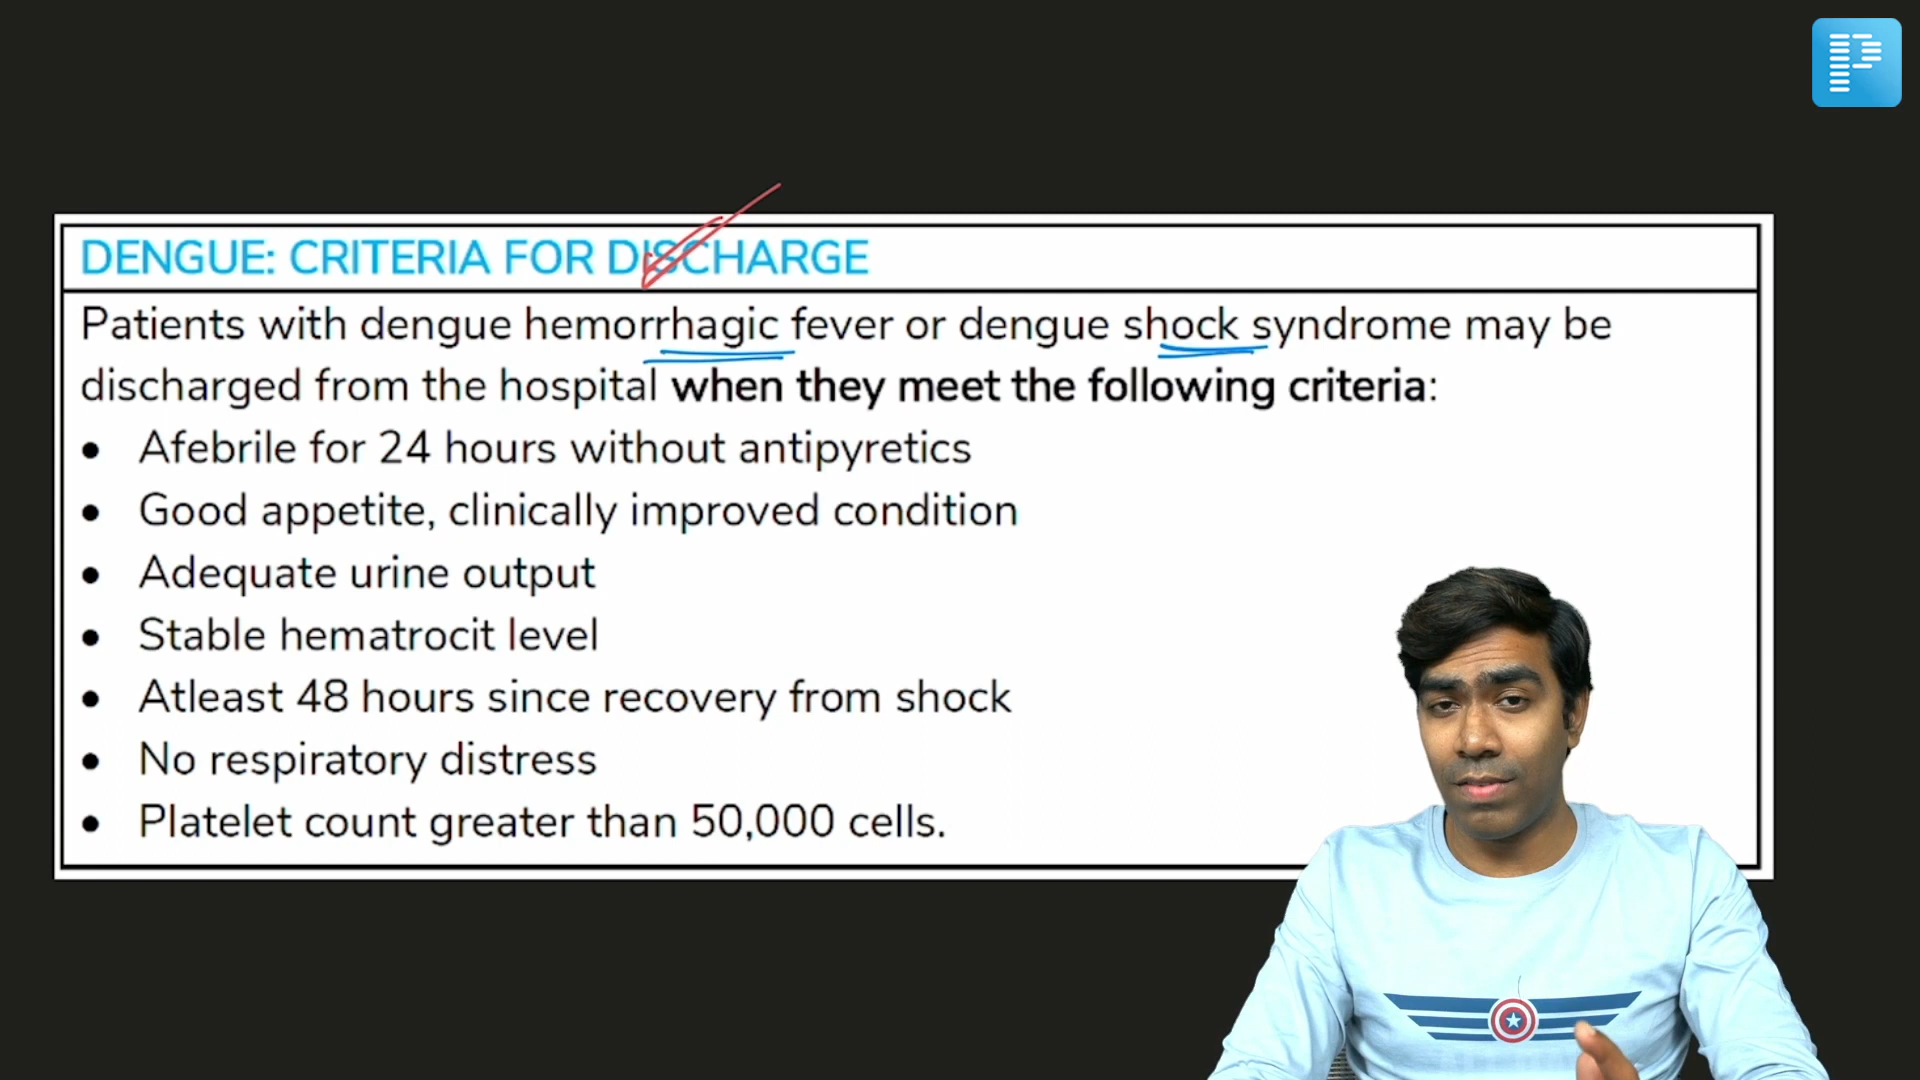 DENGUE: CRITERIA FOR DISCHARGE
Patients with dengue hemorrhagic fever or dengue shock syndrome may be
discharged from the hospital when they meet the following criteria:
• Afebrile for 24 hours without antipyretics
• Good appetite, clinically improved condition
• Adequate urine output
• Stable hematrocit level
• Atleast 48 hours since recovery from shock
• No respiratory distress
• Platelet count greater than 50,000 cells.